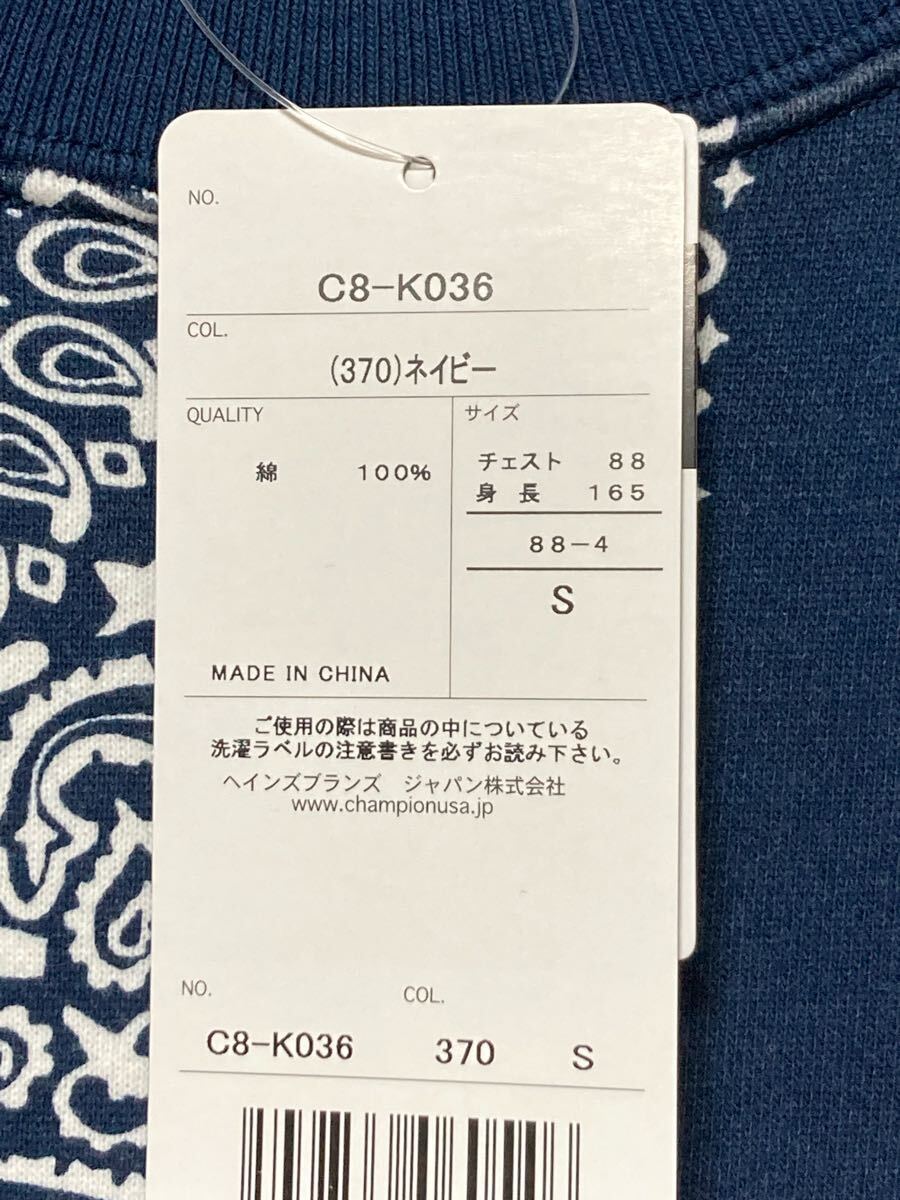 NO.
C8-K036
COL.
(370)ネイビー
QUALITY
綿 100%
MADE IN CHINA
サイズ
チェスト 88
身長 165
88-4
S
ご使用の際は商品の中についている
洗濯ラベルの注意書きを必ずお読み下さい。
ヘインズブランズ ジャパン株式会社
www.championusa.jp
NO. COL.
C8-K036 370 S